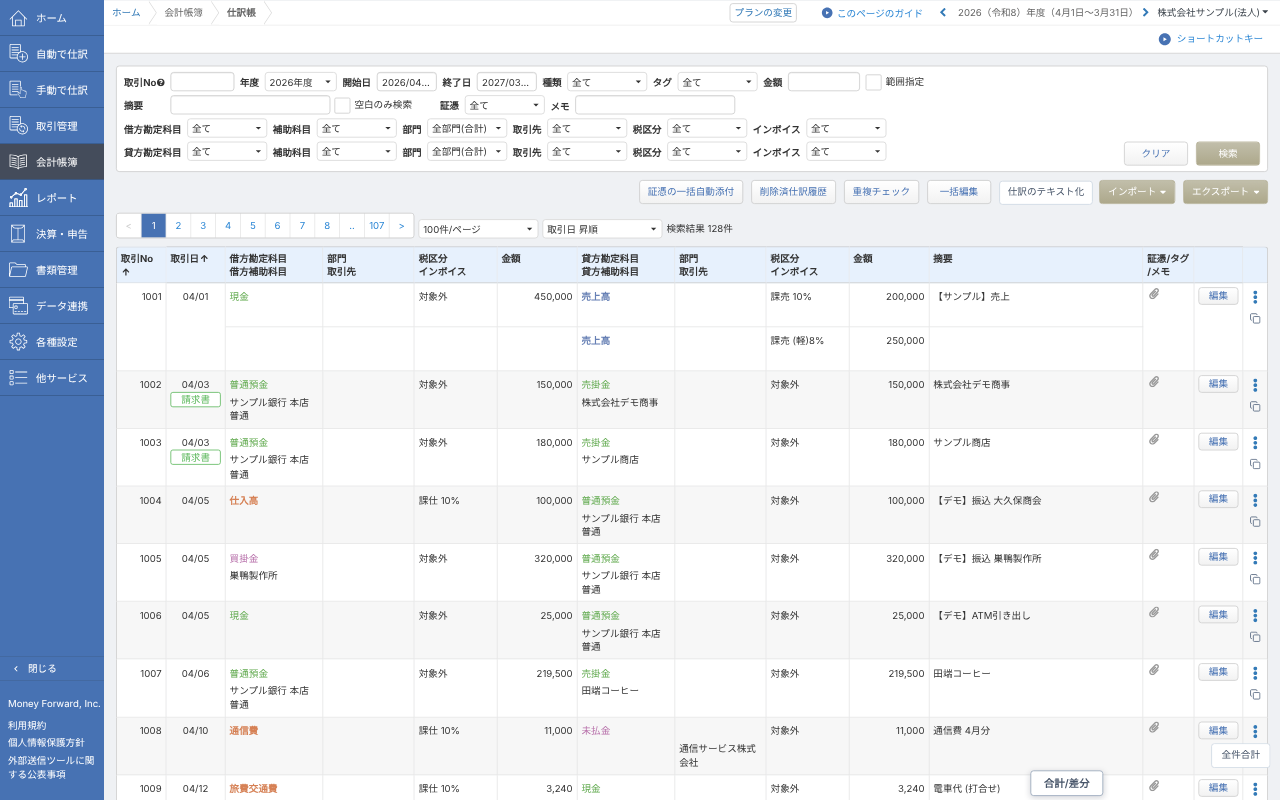 ホーム
自動で仕訳
手動で仕訳
取引管理
会計帳簿
レポート
決算・申告
書類管理
データ連携
各種設定
他サービス
閉じる
Money Forward, Inc.
利用規約
個人情報保護方針
外部送信ツールに関
する公表事項
ホーム 会計帳簿 仕訳帳 プランの変更 このページのガイド 2026（令和8）年度（4月1日〜3月31日） 株式会社サンプル(法人)
ショートカットキー
取引No 年度 2026年度 開始日 2026/04... 終了日 2027/03... 種類 全て タグ 全て 金額 範囲指定
摘要 空白のみ検索 証憑 全て メモ
借方勘定科目 全て 補助科目 全て 部門 全部門(合計) 取引先 全て 税区分 全て インボイス 全て
貸方勘定科目 全て 補助科目 全て 部門 全部門(合計) 取引先 全て 税区分 全て インボイス 全て
クリア 検索
証憑の一括自動添付 削除済仕訳履歴 重複チェック 一括編集 仕訳のテキスト化 インポート エクスポート
< 1 2 3 4 5 6 7 8 .. 107 > 100件/ページ 取引日 昇順 検索結果 128件
取引No 取引日↑ 借方勘定科目 部門 税区分 金額 貸方勘定科目 部門 税区分 金額 摘要 証憑/タグ
↑ 借方補助科目 取引先 インボイス 貸方補助科目 取引先 インボイス /メモ
1001 04/01 現金 対象外 450,000 売上高 課売 10% 200,000 【サンプル】売上 編集
売上高 課売 (軽)8% 250,000
1002 04/03 普通預金 対象外 150,000 売掛金 対象外 150,000 株式会社デモ商事 編集
請求書 サンプル銀行 本店 株式会社デモ商事
普通
1003 04/03 普通預金 対象外 180,000 売掛金 対象外 180,000 サンプル商店 編集
請求書 サンプル銀行 本店 サンプル商店
普通
1004 04/05 仕入高 課仕 10% 100,000 普通預金 対象外 100,000 【デモ】振込 大久保商会 編集
サンプル銀行 本店
普通
1005 04/05 買掛金 対象外 320,000 普通預金 対象外 320,000 【デモ】振込 巣鴨製作所 編集
巣鴨製作所 サンプル銀行 本店
普通
1006 04/05 現金 対象外 25,000 普通預金 対象外 25,000 【デモ】ATM引き出し 編集
サンプル銀行 本店
普通
1007 04/06 普通預金 対象外 219,500 売掛金 対象外 219,500 田端コーヒー 編集
サンプル銀行 本店 田端コーヒー
普通
1008 04/10 通信費 課仕 10% 11,000 未払金 対象外 11,000 通信費 4月分 編集
通信サービス株式
会社
全件合計
1009 04/12 旅費交通費 課仕 10% 3,240 現金 対象外 3,240 電車代 (打合せ) 編集
合計/差分